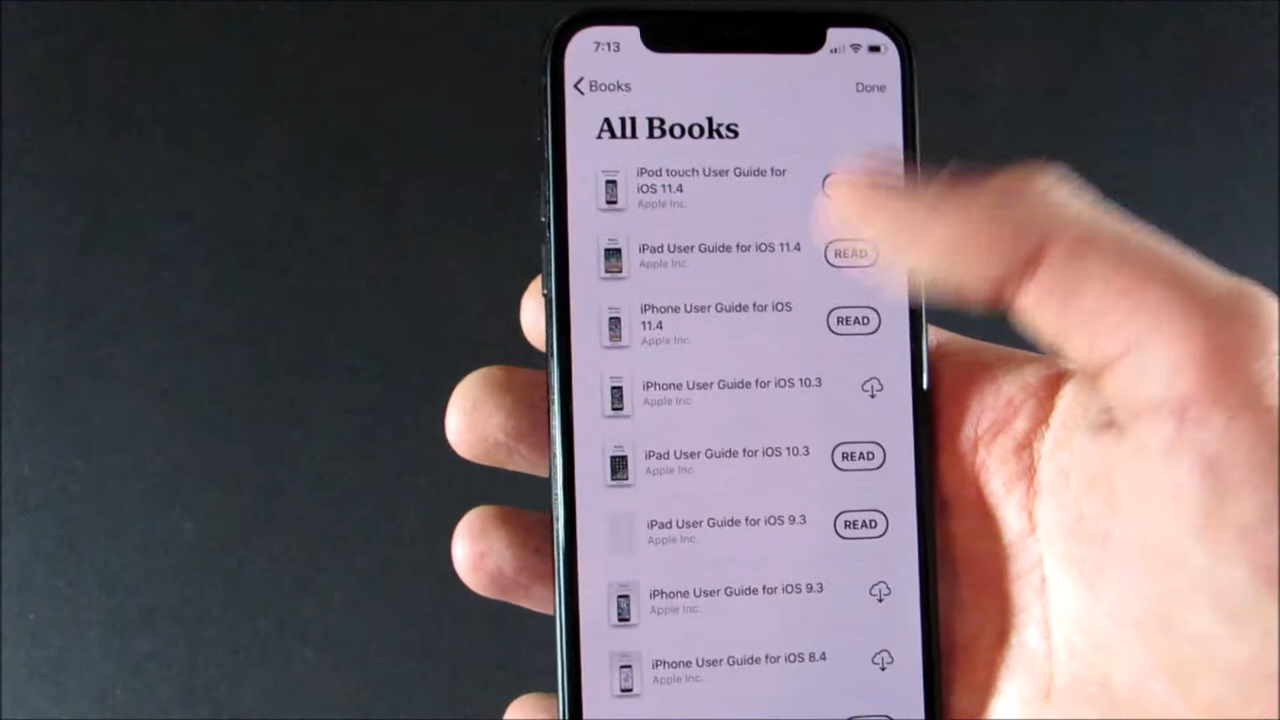 7:13
Books
Done
All Books
iPod touch User Guide for
iOS 11.4
Apple Inc.
iPad User Guide for iOS 11.4
Apple Inc.
READ
iPhone User Guide for iOS
11.4
Apple Inc.
READ
iPhone User Guide for iOS 10.3
Apple Inc.
iPad User Guide for iOS 10.3
Apple Inc.
READ
iPad User Guide for iOS 9.3
Apple Inc.
READ
iPhone User Guide for iOS 9.3
Apple Inc.
iPhone User Guide for iOS 8.4
Apple Inc.